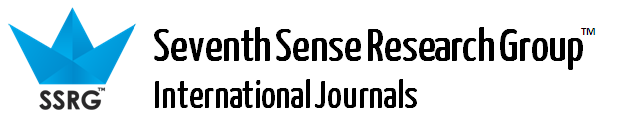 SSRG™
Seventh Sense Research Group™
International Journals